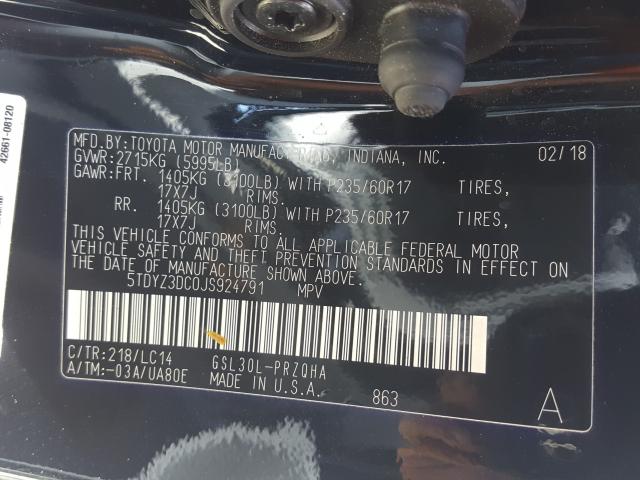 42661-08120
MFD.BY:TOYOTA MOTOR MANUFACTURING, INDIANA, INC. 02/18
GVWR:2715KG (5995LB)
GAWR:FRT. 1405KG (3100LB) WITH P235/60R17 TIRES,
17X7J RIMS.
RR. 1405KG (3100LB) WITH P235/60R17 TIRES,
17X7J RIMS.
THIS VEHICLE CONFORMS TO ALL APPLICABLE FEDERAL MOTOR
VEHICLE SAFETY AND THEFT PREVENTION STANDARDS IN EFFECT ON
THE DATE OF MANUFACTURE SHOWN ABOVE.
5TDYZ3DC0JS924791 MPV
C/TR:218/LC14 GSL30L-PRZQHA
A/TM:-03A/UA80E MADE IN U.S.A. 863 A